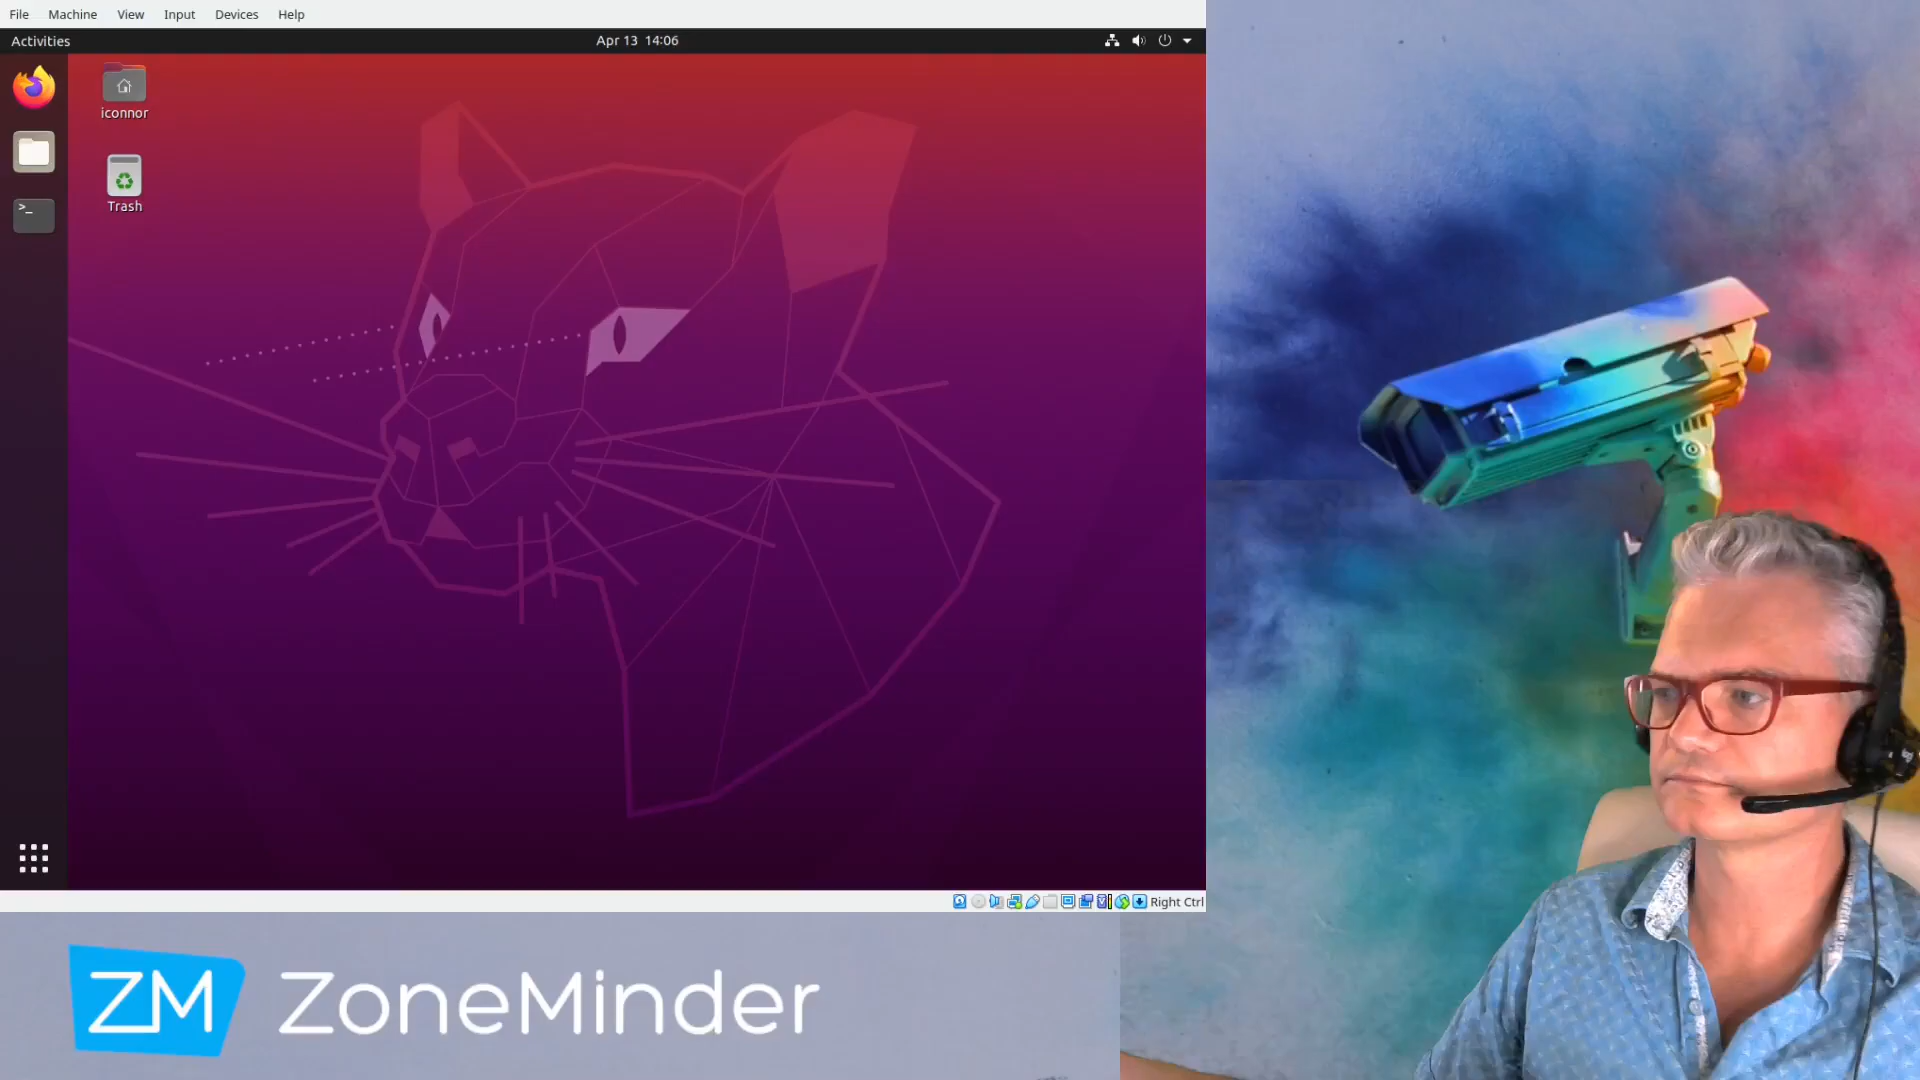 File Machine View Input Devices Help
Activities
Apr 13 14:06
iconnor
Trash
>_
Right Ctrl
ZM ZoneMinder